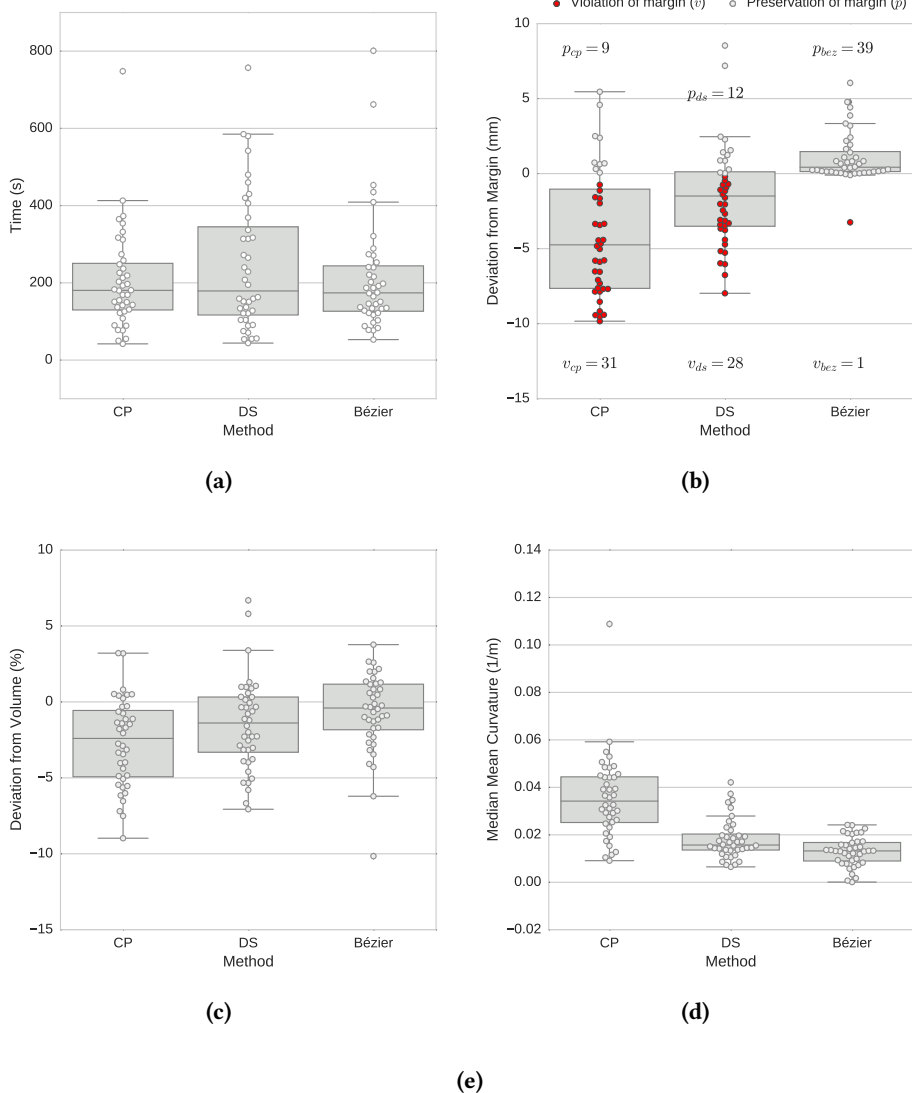 Violation of margin (v) Preservation of margin (p)
800
600
400
200
0
Time (s)
CP DS Bézier
Method
(a)
10
5
0
−5
−10
−15
Deviation from Margin (mm)
p_cp = 9
p_ds = 12
p_bez = 39
v_cp = 31
v_ds = 28
v_bez = 1
CP DS Bézier
Method
(b)
10
5
0
−5
−10
−15
Deviation from Volume (%)
CP DS Bézier
Method
(c)
0.14
0.12
0.10
0.08
0.06
0.04
0.02
0.00
−0.02
Median Mean Curvature (1/m)
CP DS Bézier
Method
(d)
(e)